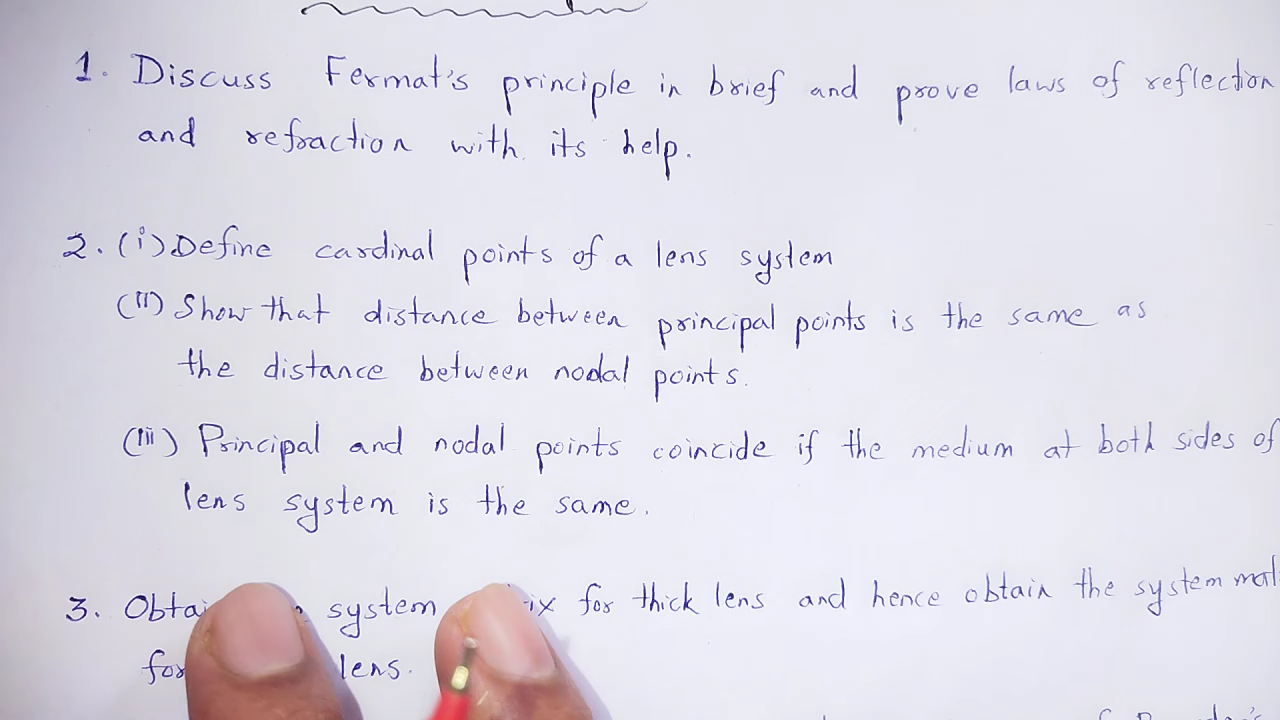 1. Discuss Fermat's principle in brief and prove laws of reflection
and refraction with its help.
2. (i) Define cardinal points of a lens system
(ii) Show that distance between principal points is the same as
the distance between nodal points.
(iii) Principal and nodal points coincide if the medium at both sides of
lens system is the same.
3. system for thick lens and hence obtain the system
lens.